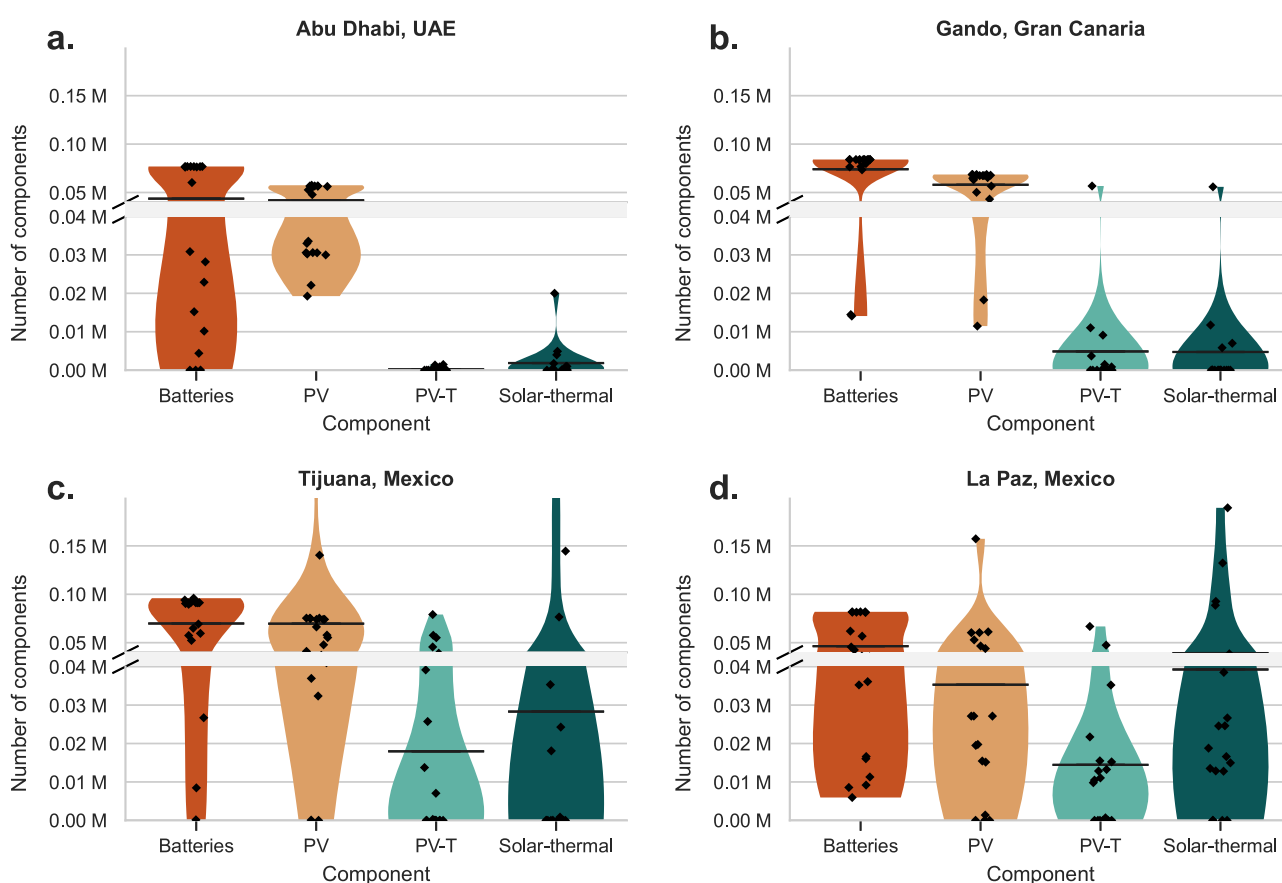 a.
Abu Dhabi, UAE
Number of components
0.15 M
0.10 M
0.05 M
0.04 M
0.03 M
0.02 M
0.01 M
0.00 M
Batteries PV PV-T Solar-thermal
Component
b.
Gando, Gran Canaria
Number of components
0.15 M
0.10 M
0.05 M
0.04 M
0.03 M
0.02 M
0.01 M
0.00 M
Batteries PV PV-T Solar-thermal
Component
c.
Tijuana, Mexico
Number of components
0.15 M
0.10 M
0.05 M
0.04 M
0.03 M
0.02 M
0.01 M
0.00 M
Batteries PV PV-T Solar-thermal
Component
d.
La Paz, Mexico
Number of components
0.15 M
0.10 M
0.05 M
0.04 M
0.03 M
0.02 M
0.01 M
0.00 M
Batteries PV PV-T Solar-thermal
Component